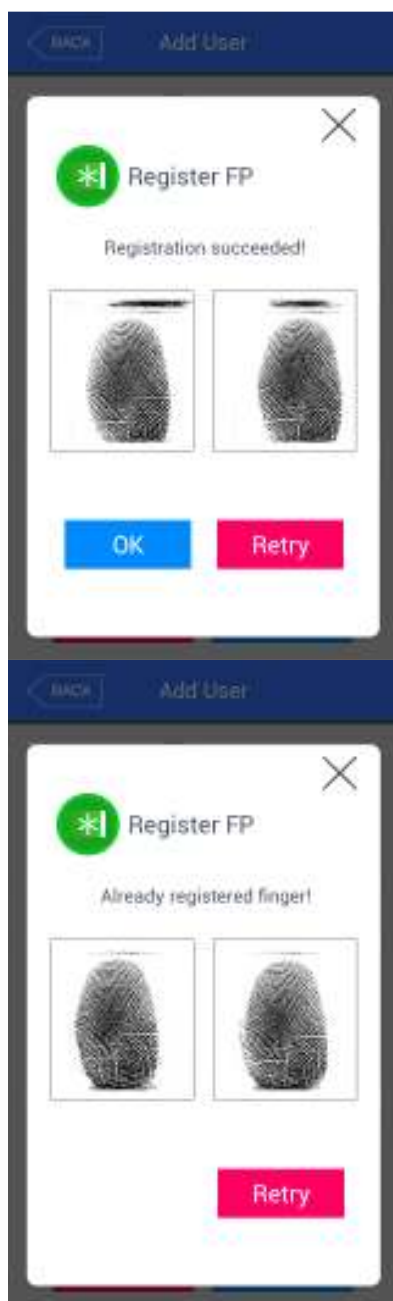 BACK Add User
Register FP
Registration succeeded!
OK Retry
BACK Add User
Register FP
Already registered finger!
Retry